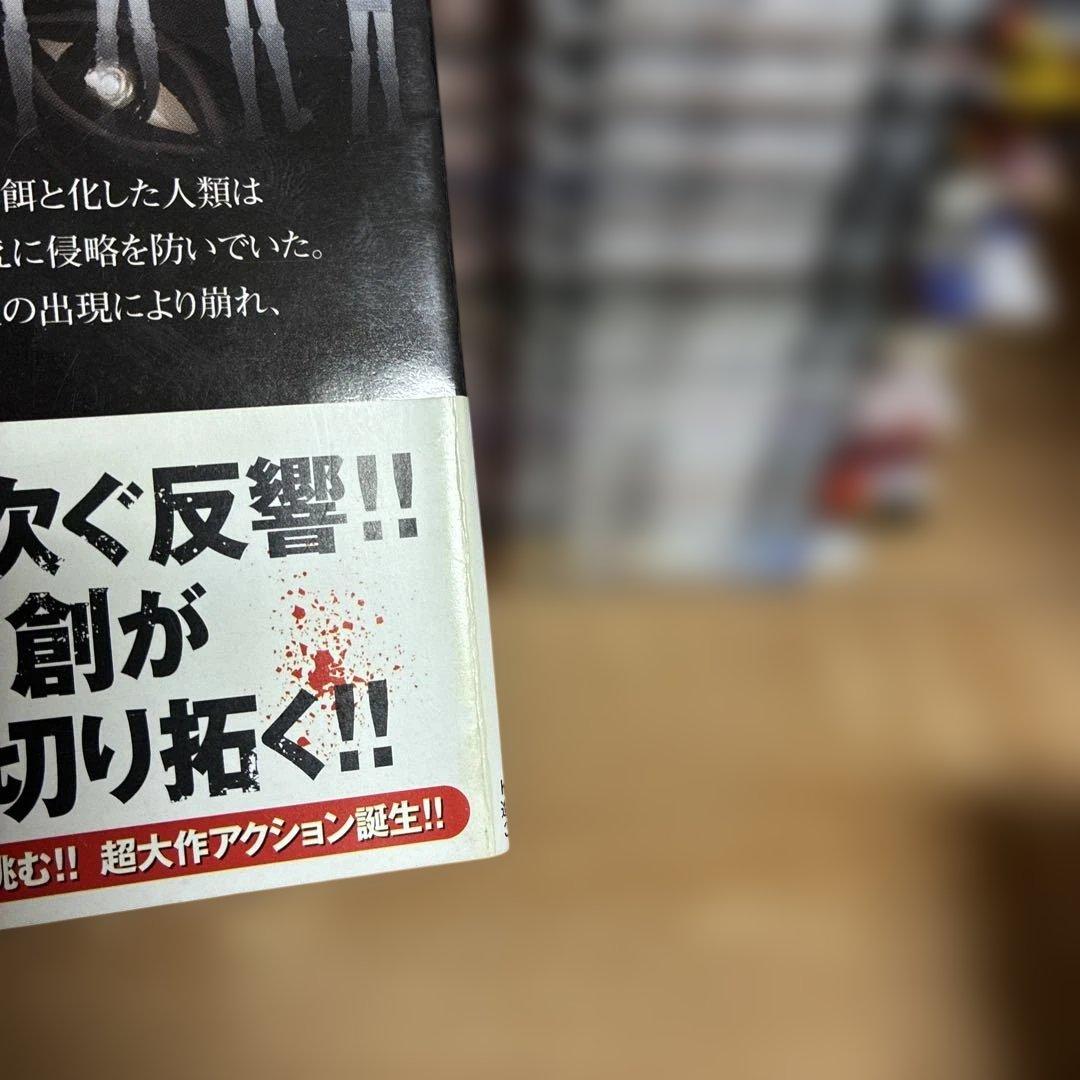 餌と化した人類は
えに侵略を防いでいた。
の出現により崩れ、
次ぐ反響!!
創が
切り拓く!!
挑む!! 超大作アクション誕生!!